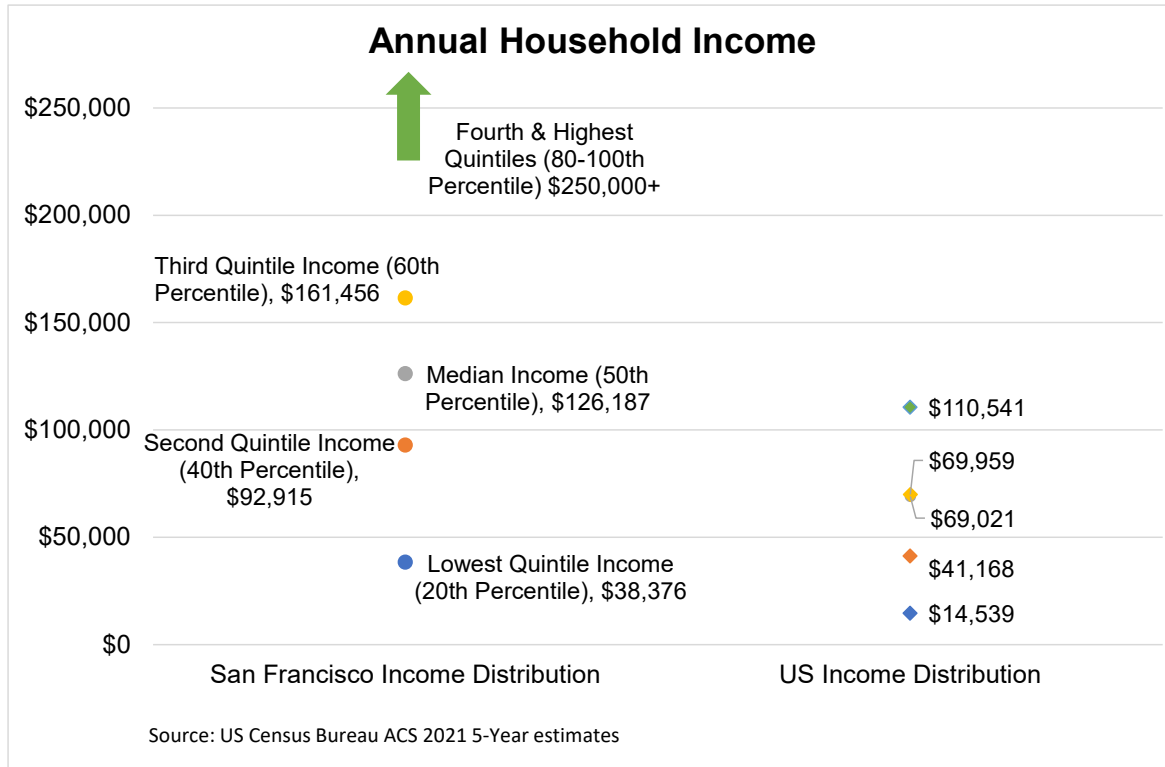 Annual Household Income
$250,000
$200,000
$150,000
$100,000
$50,000
$0
Fourth & Highest
Quintiles (80-100th
Percentile) $250,000+
Third Quintile Income (60th
Percentile), $161,456
Median Income (50th
Percentile), $126,187
Second Quintile Income
(40th Percentile),
$92,915
Lowest Quintile Income
(20th Percentile), $38,376
$110,541
$69,959
$69,021
$41,168
$14,539
San Francisco Income Distribution
US Income Distribution
Source: US Census Bureau ACS 2021 5-Year estimates